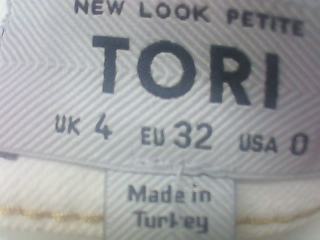 NEW LOOK PETITE
TORI
UK 4 EU 32 USA 0
Made in
Turkey